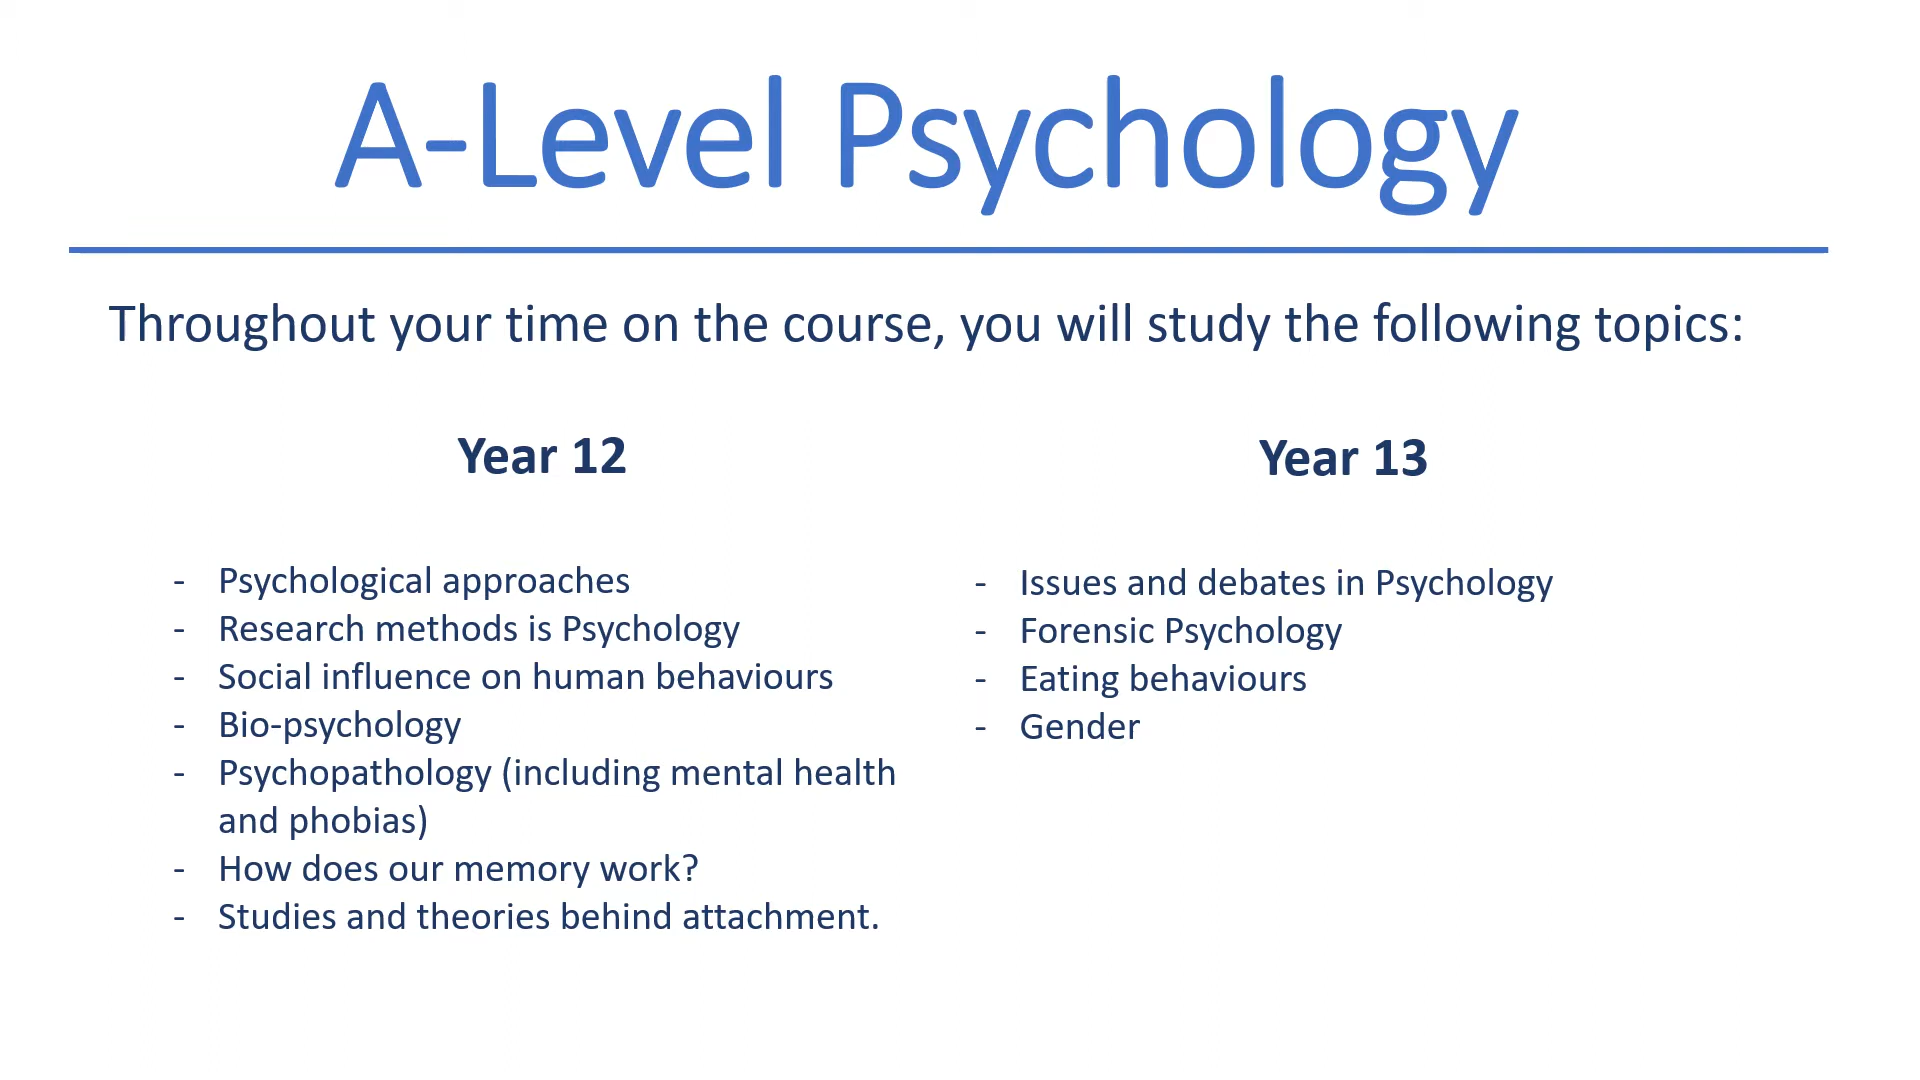 A-Level Psychology
Throughout your time on the course, you will study the following topics:
Year 12
- Psychological approaches
- Research methods is Psychology
- Social influence on human behaviours
- Bio-psychology
- Psychopathology (including mental health
and phobias)
- How does our memory work?
- Studies and theories behind attachment.
Year 13
- Issues and debates in Psychology
- Forensic Psychology
- Eating behaviours
- Gender